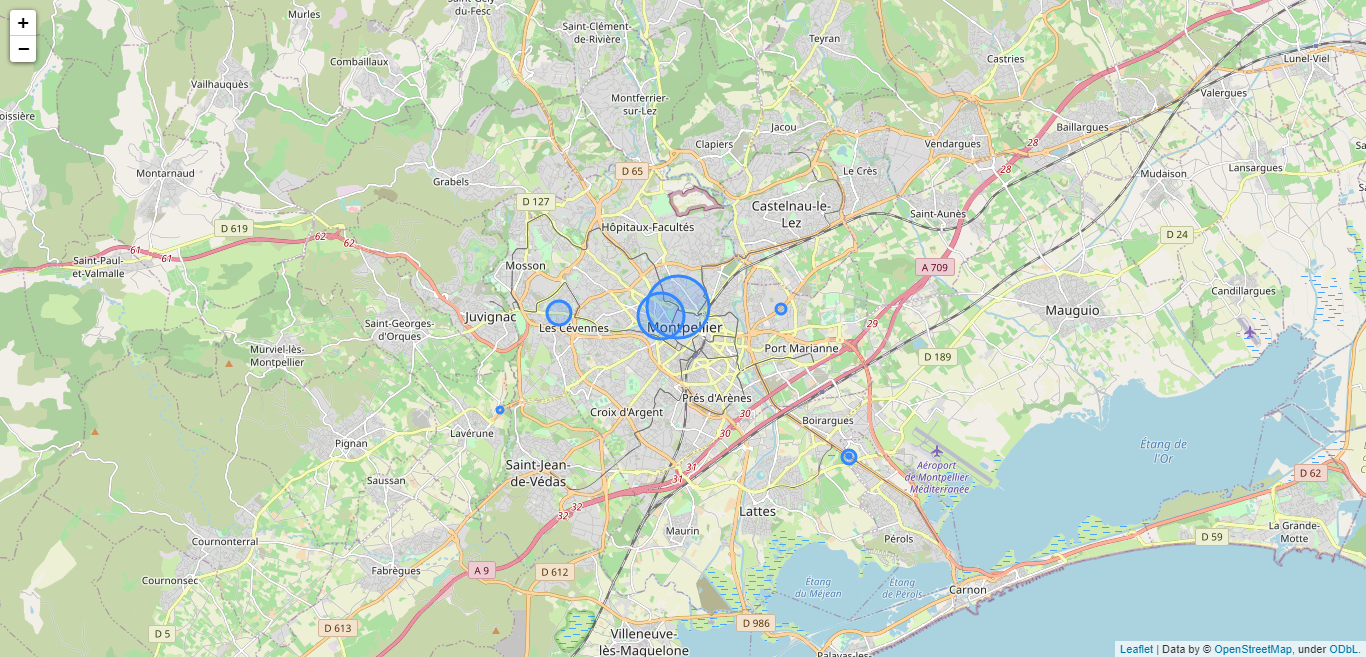 +
−
Murles
Saint-Gély
du-Fesc
Saint-Clément-
de-Rivière
Teyran
Castries
Lunel-Viel
Combaillaux
Vailhauquès
Montferrier-
sur-Lez
Valergues
Baillargues
Jacou
Clapiers
Vendargues
28
28
Le Crès
Lansargues
Mudaison
Montarnaud
Grabels
D 65
D 127
Castelnau-le-
Lez
Saint-Aunès
D 619
Hôpitaux-Facultés
D 24
62
62
61
61
Saint-Paul-
et-Valmalle
Mosson
A 709
Candillargues
Mauguio
Juvignac
Saint-Georges-
d'Orques
Les Cévennes
Montpellier
29
Port Marianne
D 189
Murviel-lès-
Montpellier
Prés d'Arènes
Croix d'Argent
30
30
Boirargues
Lavérune
Pignan
Étang de
l'Or
Aéroport
de Montpellier
Méditerranée
Saint-Jean-
de-Védas
31
31
Saussan
D 62
32
32
Lattes
Maurin
Pérols
La Grande-
Motte
D 59
Cournonterral
Fabrègues
A 9
D 612
Cournonsec
Étang
du Méjean
Étang
de Pérols
Carnon
D 5
D 613
D 986
Villeneuve-
lès-Maguelone
Leaflet | Data by © OpenStreetMap, under ODbL.